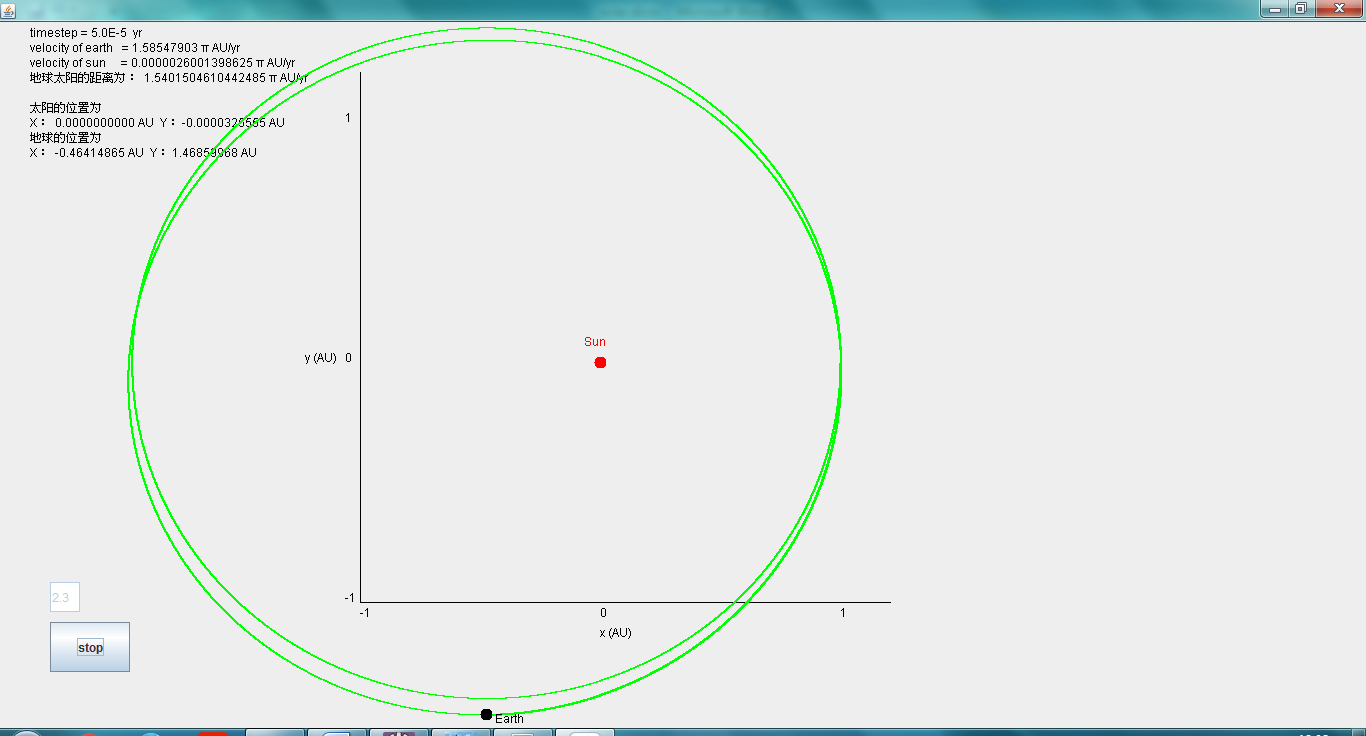 timestep = 5.0E-5 yr
velocity of earth = 1.58547903 π AU/yr
velocity of sun = 0.0000026001398625 π AU/yr
地球太阳的距离为： 1.5401504610442485 π AU/yr
太阳的位置为
X： 0.0000000000 AU Y：-0.0000329555 AU
地球的位置为
X： -0.46414865 AU Y：1.46859968 AU
1
Sun
y (AU) 0
2.3
-1
-1 0 1
x (AU)
stop
Earth